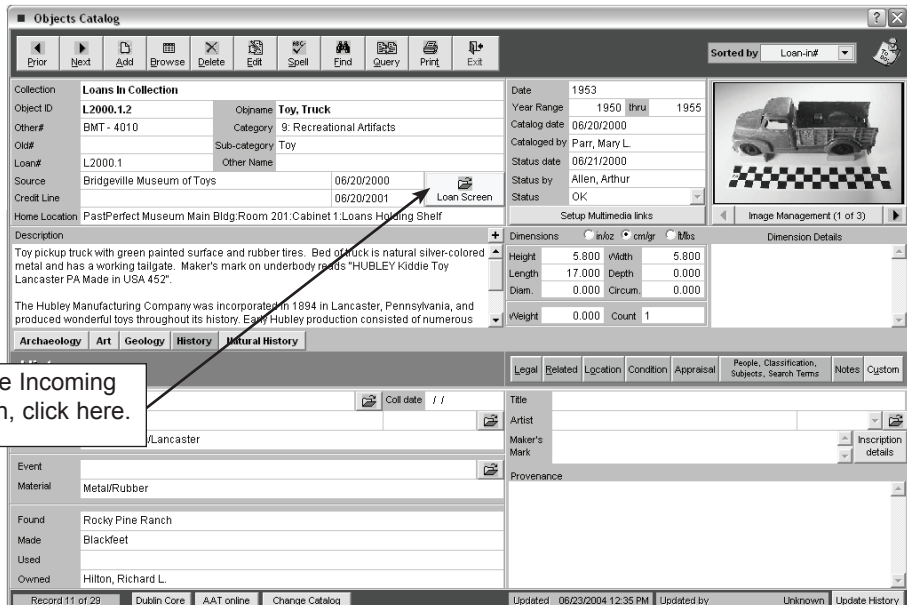 Objects Catalog
Prior Next Add Browse Delete Edit Spell Find Query Print Exit
Sorted by Loan-in#
Collection Loans In Collection
Object ID L2000.1.2 Objname Toy, Truck
Other# BMT - 4010 Category 9: Recreational Artifacts
Old# Sub-category Toy
Loan# L2000.1 Other Name
Source Bridgeville Museum of Toys 06/20/2000
Credit Line 06/20/2001 Loan Screen
Home Location PastPerfect Museum Main Bldg:Room 201:Cabinet 1:Loans Holding Shelf
Date 1953
Year Range 1950 thru 1955
Catalog date 06/20/2000
Cataloged by Parr, Mary L.
Status date 06/21/2000
Status by Allen, Arthur
Status OK
Setup Multimedia links
Image Management (1 of 3)
Description +
Toy pickup truck with green painted surface and rubber tires. Bed of truck is natural silver-colored
metal and has a working tailgate. Maker's mark on underbody reads "HUBLEY Kiddie Toy
Lancaster PA Made in USA 452".
The Hubley Manufacturing Company was incorporated in 1894 in Lancaster, Pennsylvania, and
produced wonderful toys throughout its history. Early Hubley production consisted of numerous
Dimensions in/oz cm/gr ft/lbs Dimension Details
Height 5.800 Width 5.800
Length 17.000 Depth 0.000
Diam. 0.000 Circum. 0.000
Weight 0.000 Count 1
Archaeology Art Geology History Natural History
Legal Related Location Condition Appraisal People, Classification, Subjects, Search Terms Notes Custom
e Incoming
n, click here.
Coll date / /
/Lancaster
Event
Material Metal/Rubber
Found Rocky Pine Ranch
Made Blackfeet
Used
Owned Hilton, Richard L.
Title
Artist
Maker's Mark
Inscription details
Provenance
Record 11 of 29 Dublin Core AAT online Change Catalog Updated 06/23/2004 12:35 PM Updated by Unknown Update History